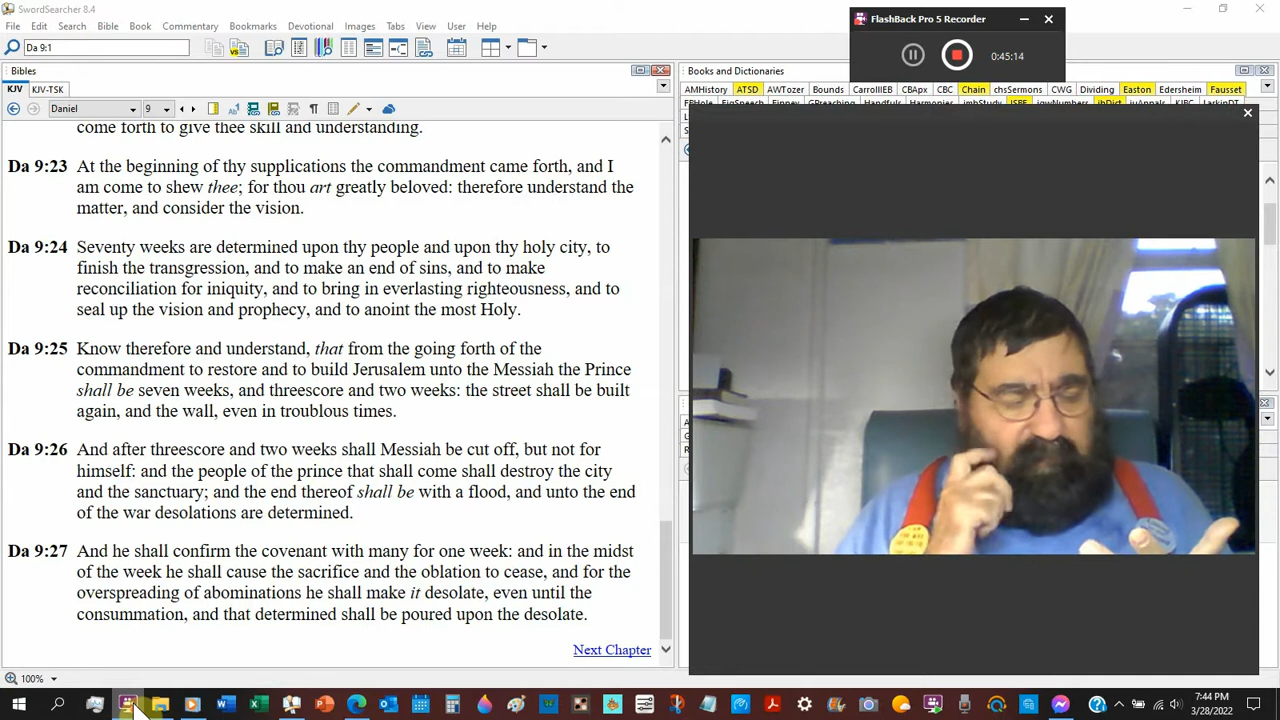 SwordSearcher 8.4
File Edit Search Bible Book Commentary Bookmarks Devotional Images Tabs View User Help
FlashBack Pro 5 Recorder
0:45:14
Da 9:1
Bibles
Books and Dictionaries
KJV KJV-TSK
AMHistory ATSD AWTozer Bounds CarrollIEB CBApx CBC Chain chsSermons CWG Dividing Easton Edersheim Fausset
Daniel 9
come forth to give thee skill and understanding.
Da 9:23 At the beginning of thy supplications the commandment came forth, and I
am come to shew thee; for thou art greatly beloved: therefore understand the
matter, and consider the vision.
Da 9:24 Seventy weeks are determined upon thy people and upon thy holy city, to
finish the transgression, and to make an end of sins, and to make
reconciliation for iniquity, and to bring in everlasting righteousness, and to
seal up the vision and prophecy, and to anoint the most Holy.
Da 9:25 Know therefore and understand, that from the going forth of the
commandment to restore and to build Jerusalem unto the Messiah the Prince
shall be seven weeks, and threescore and two weeks: the street shall be built
again, and the wall, even in troublous times.
Da 9:26 And after threescore and two weeks shall Messiah be cut off, but not for
himself: and the people of the prince that shall come shall destroy the city
and the sanctuary; and the end thereof shall be with a flood, and unto the end
of the war desolations are determined.
Da 9:27 And he shall confirm the covenant with many for one week: and in the midst
of the week he shall cause the sacrifice and the oblation to cease, and for the
overspreading of abominations he shall make it desolate, even until the
consummation, and that determined shall be poured upon the desolate.
Next Chapter
100%
7:44 PM
3/28/2022